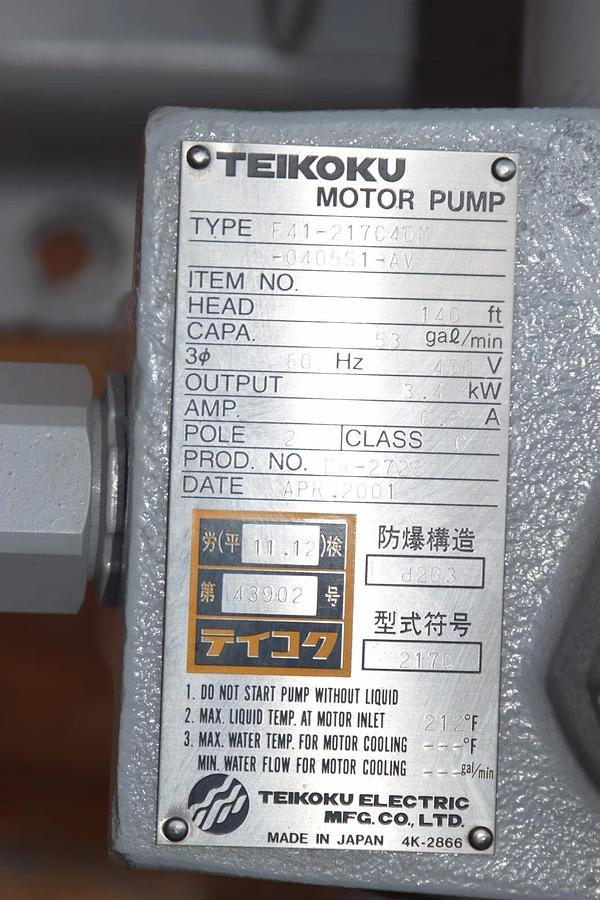 TEIKOKU
MOTOR PUMP
TYPE F41-217C4DM
-0405S1-AV
ITEM NO.
HEAD 140 ft
CAPA. 53 gal/min
3φ 60 Hz 460 V
OUTPUT 3.4 kW
AMP. A
POLE 2 CLASS C
PROD. NO.
DATE APR.2001
労(平 11.12)検
第 43902 号
テイコク
防爆構造
d2G3
型式符号
217C
1. DO NOT START PUMP WITHOUT LIQUID
2. MAX. LIQUID TEMP. AT MOTOR INLET 212°F
3. MAX. WATER TEMP. FOR MOTOR COOLING ---°F
MIN. WATER FLOW FOR MOTOR COOLING ---gal/min
TEIKOKU ELECTRIC
MFG. CO., LTD.
MADE IN JAPAN 4K-2866